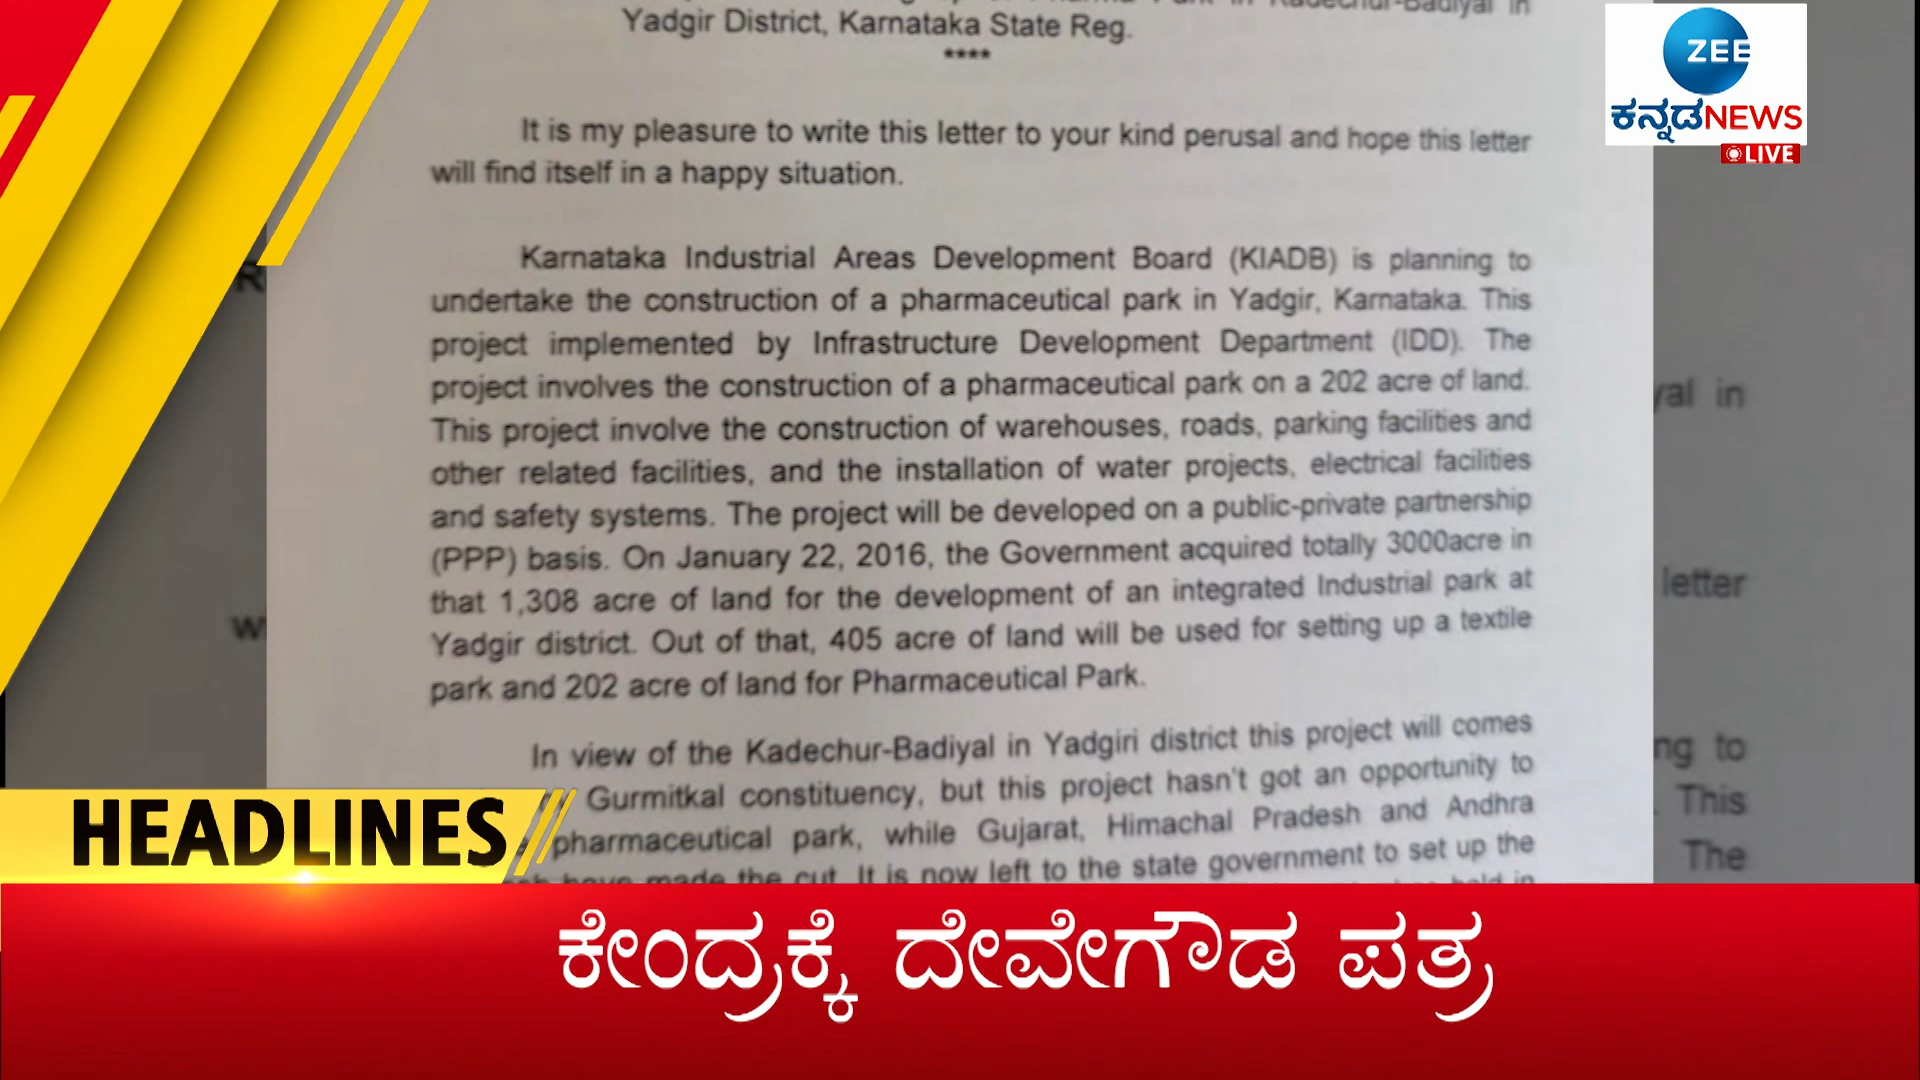 Yadgir District, Karnataka State Reg.
****
It is my pleasure to write this letter to your kind perusal and hope this letter
will find itself in a happy situation.
Karnataka Industrial Areas Development Board (KIADB) is planning to
undertake the construction of a pharmaceutical park in Yadgir, Karnataka. This
project implemented by Infrastructure Development Department (IDD). The
project involves the construction of a pharmaceutical park on a 202 acre of land.
This project involve the construction of warehouses, roads, parking facilities and
other related facilities, and the installation of water projects, electrical facilities
and safety systems. The project will be developed on a public-private partnership
(PPP) basis. On January 22, 2016, the Government acquired totally 3000acre in
that 1,308 acre of land for the development of an integrated Industrial park at
Yadgir district. Out of that, 405 acre of land will be used for setting up a textile
park and 202 acre of land for Pharmaceutical Park.
In view of the Kadechur-Badiyal in Yadgiri district this project will comes
Gurmitkal constituency, but this project hasn't got an opportunity to
pharmaceutical park, while Gujarat, Himachal Pradesh and Andhra
have made the cut. It is now left to the state government to set up the
ZEE
ಕನ್ನಡNEWS
LIVE
in
letter
to
This
The
HEADLINES
ಕೇಂದ್ರಕ್ಕೆ ದೇವೇಗೌಡ ಪತ್ರ